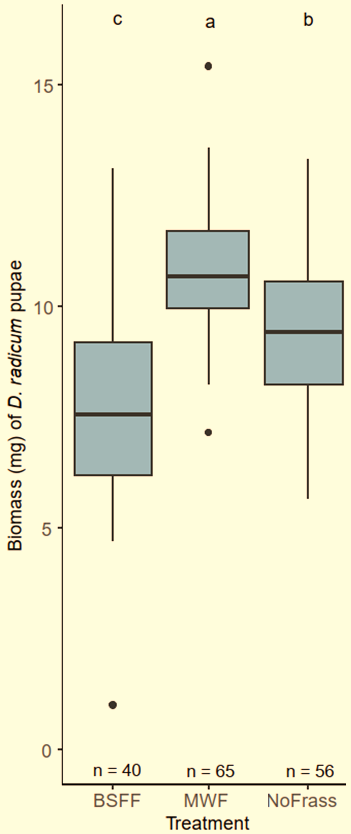 c a b
15
10
5
0
Biomass (mg) of D. radicum pupae
n = 40 n = 65 n = 56
BSFF MWF NoFrass
Treatment